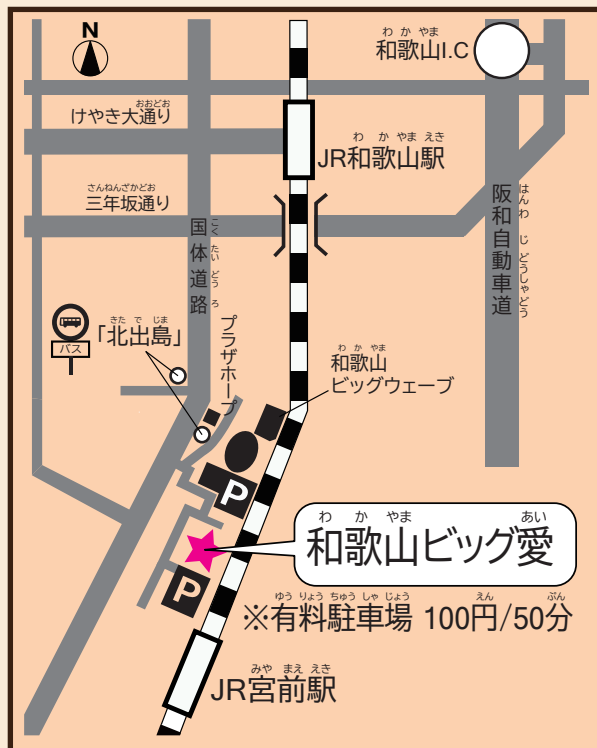 N
わかやま
和歌山I.C
おおどお
けやき大通り
わかやまえき
JR和歌山駅
さんねんざかどお
三年坂通り
こくたいどうろ
国体道路
はんわじどうしゃどう
阪和自動車道
バス
きたでじま
「北出島」
プラザホープ
わかやま
和歌山
ビッグウェーブ
P
わかやま あい
和歌山ビッグ愛
P
ゆうりょうちゅうしゃじょう えん ぷん
※有料駐車場 100円/50分
みやまええき
JR宮前駅